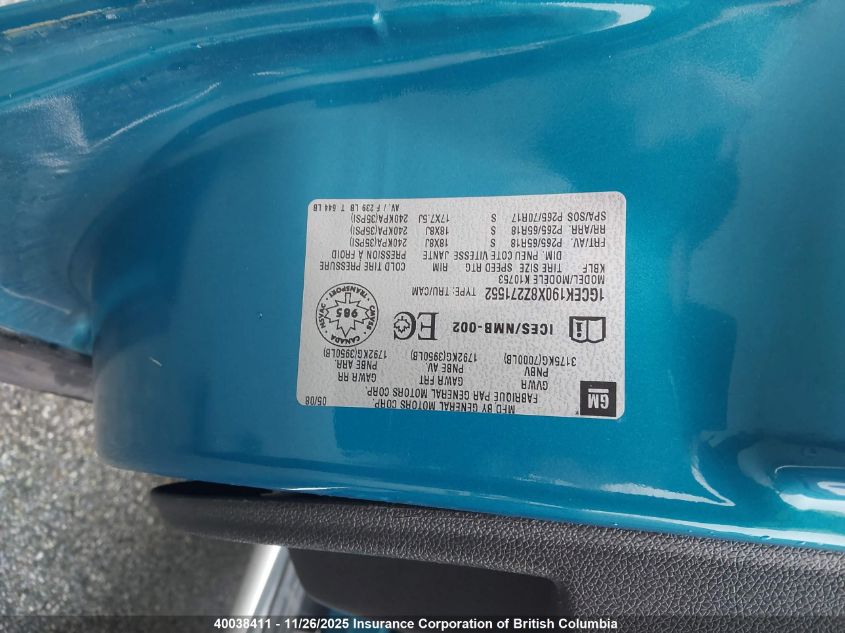 GM
MFD BY GENERAL MOTORS CORP.
FABRIQUE PAR GENERAL MOTORS CORP.
05/08
GVWR GAWR FRT GAWR RR
PNBV PNBE AV. PNBE ARR.
3175KG(7000LB) 1792KG(3950LB) 1792KG(3950LB)
ICES/NMB-002 EC
CANADA
TRANSPORT
985
1GCEK190X8Z271552 TYPE: TRU/CAM
MODEL/MODELE K10753
KBLF TIRE SIZE SPEED RTG RIM COLD TIRE PRESSURE
DIM. PNEU COTE VITESSE JANTE PRESSION A FROID
FRT/AV. P265/65R18 S 18X8J 240KPA(35PSI)
RR/ARR. P265/65R18 S 18X8J 240KPA(35PSI)
SPA/SOS P265/70R17 S 17X7.5J 240KPA(35PSI)
AV. / F 239 LB T 644 LB
40038411 - 11/26/2025 Insurance Corporation of British Columbia